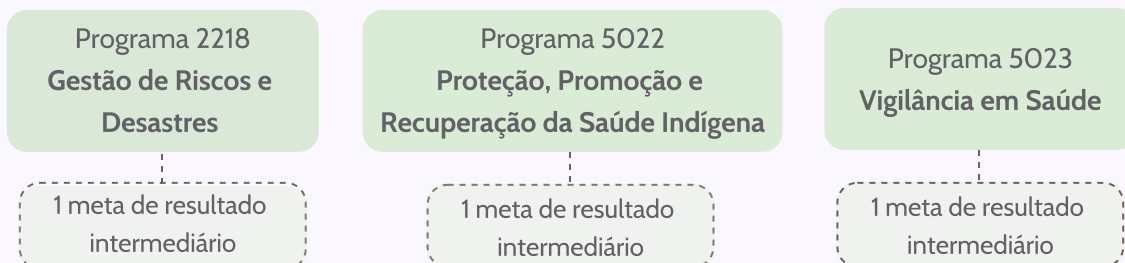 Programa 2218
Gestão de Riscos e
Desastres
1 meta de resultado
intermediário
Programa 5022
Proteção, Promoção e
Recuperação da Saúde Indígena
1 meta de resultado
intermediário
Programa 5023
Vigilância em Saúde
1 meta de resultado
intermediário